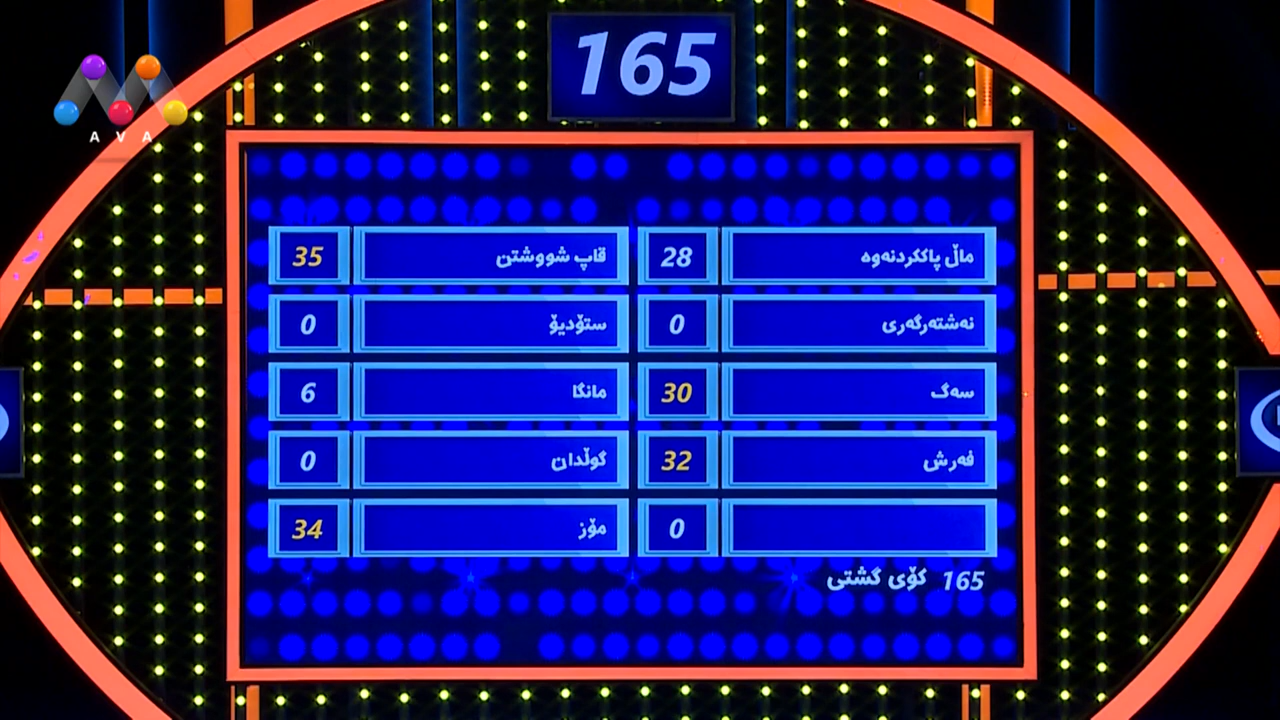 AVA
165
ماڵ پاککردنەوە 28
قاپ شووشتن 35
نەشتەرگەری 0
ستۆدیۆ 0
سەگ 30
مانگا 6
فەرش 32
گوڵدان 0
0
مۆز 34
165 کۆی گشتی